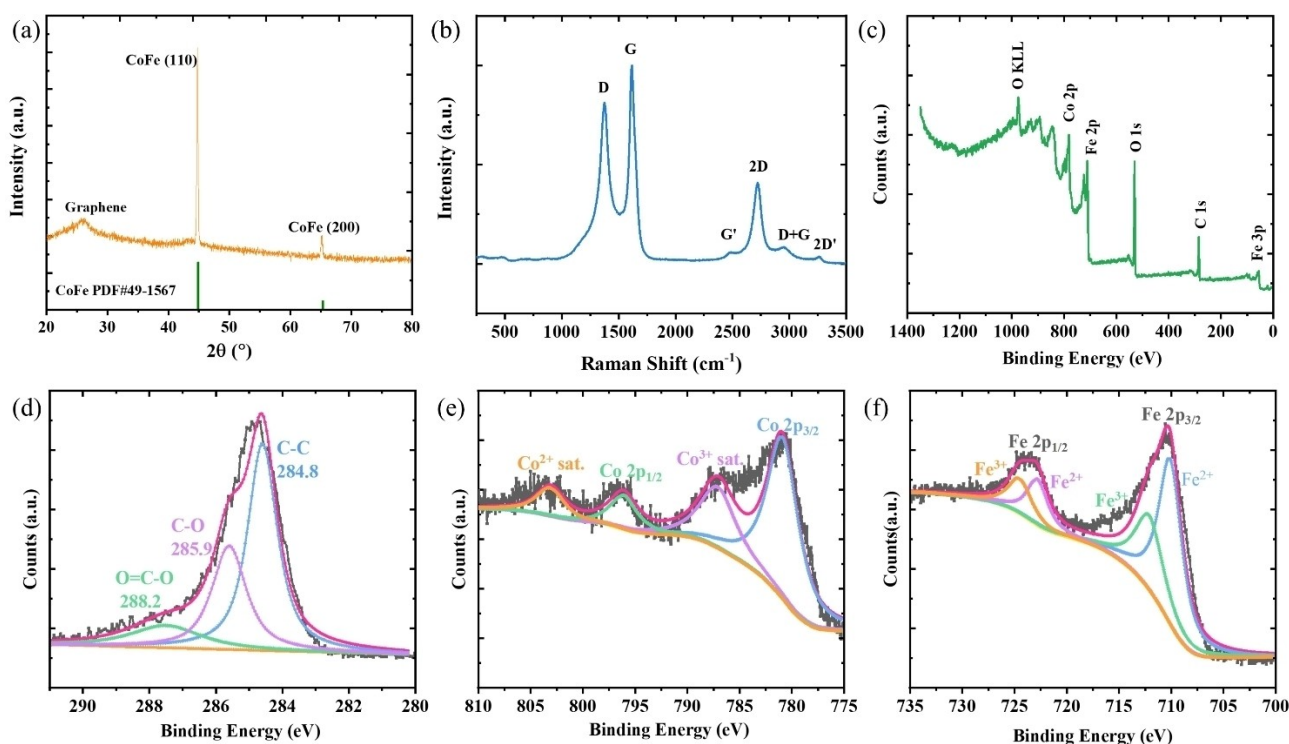 (a)
CoFe (110)
Graphene
CoFe (200)
CoFe PDF#49-1567
Intensity (a.u.)
20 30 40 50 60 70 80
2θ (°)
(b)
D
G
2D
G'
D+G
2D'
Intensity (a.u.)
500 1000 1500 2000 2500 3000 3500
Raman Shift (cm-1)
(c)
O KLL
Co 2p
Fe 2p
O 1s
C 1s
Fe 3p
Counts (a.u.)
1400 1200 1000 800 600 400 200 0
Binding Energy (eV)
(d)
C-C
284.8
C-O
285.9
O=C-O
288.2
Counts (a.u.)
290 288 286 284 282 280
Binding Energy (eV)
(e)
Co2+ sat.
Co 2p1/2
Co3+ sat.
Co 2p3/2
Counts (a.u.)
810 805 800 795 790 785 780 775
Binding Energy (eV)
(f)
Fe 2p3/2
Fe 2p1/2
Fe3+
Fe2+
Fe3+
Fe2+
Counts(a.u.)
735 730 725 720 715 710 705 700
Binding Energy (eV)